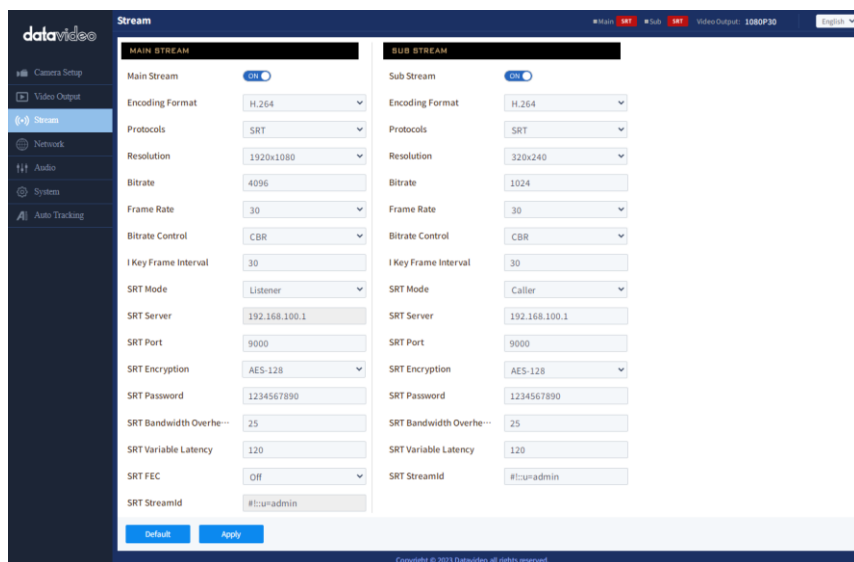 datavideo
Stream
Main SRT Sub SRT Video Output: 1080P30 English
Camera Setup
Video Output
Stream
Network
Audio
System
Auto Tracking
MAIN STREAM
Main Stream ON
Encoding Format H.264
Protocols SRT
Resolution 1920x1080
Bitrate 4096
Frame Rate 30
Bitrate Control CBR
I Key Frame Interval 30
SRT Mode Listener
SRT Server 192.168.100.1
SRT Port 9000
SRT Encryption AES-128
SRT Password 1234567890
SRT Bandwidth Overhe··· 25
SRT Variable Latency 120
SRT FEC Off
SRT StreamId #!::u=admin
SUB STREAM
Sub Stream ON
Encoding Format H.264
Protocols SRT
Resolution 320x240
Bitrate 1024
Frame Rate 30
Bitrate Control CBR
I Key Frame Interval 30
SRT Mode Caller
SRT Server 192.168.100.1
SRT Port 9000
SRT Encryption AES-128
SRT Password 1234567890
SRT Bandwidth Overhe··· 25
SRT Variable Latency 120
SRT StreamId #!::u=admin
Default Apply
Copyright © 2023 Datavideo all rights reserved